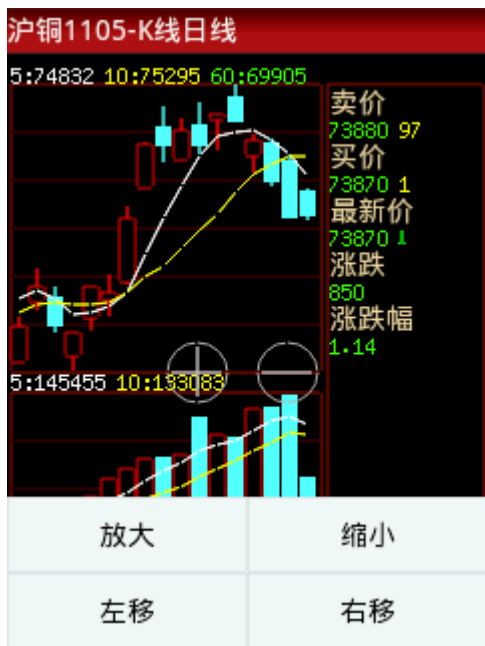 沪铜1105-K线日线
5:74832 10:75295 60:69905
卖价
73880 97
买价
73870 1
最新价
73870
涨跌
850
涨跌幅
1.14
5:145455 10:133083
放大 缩小
左移 右移